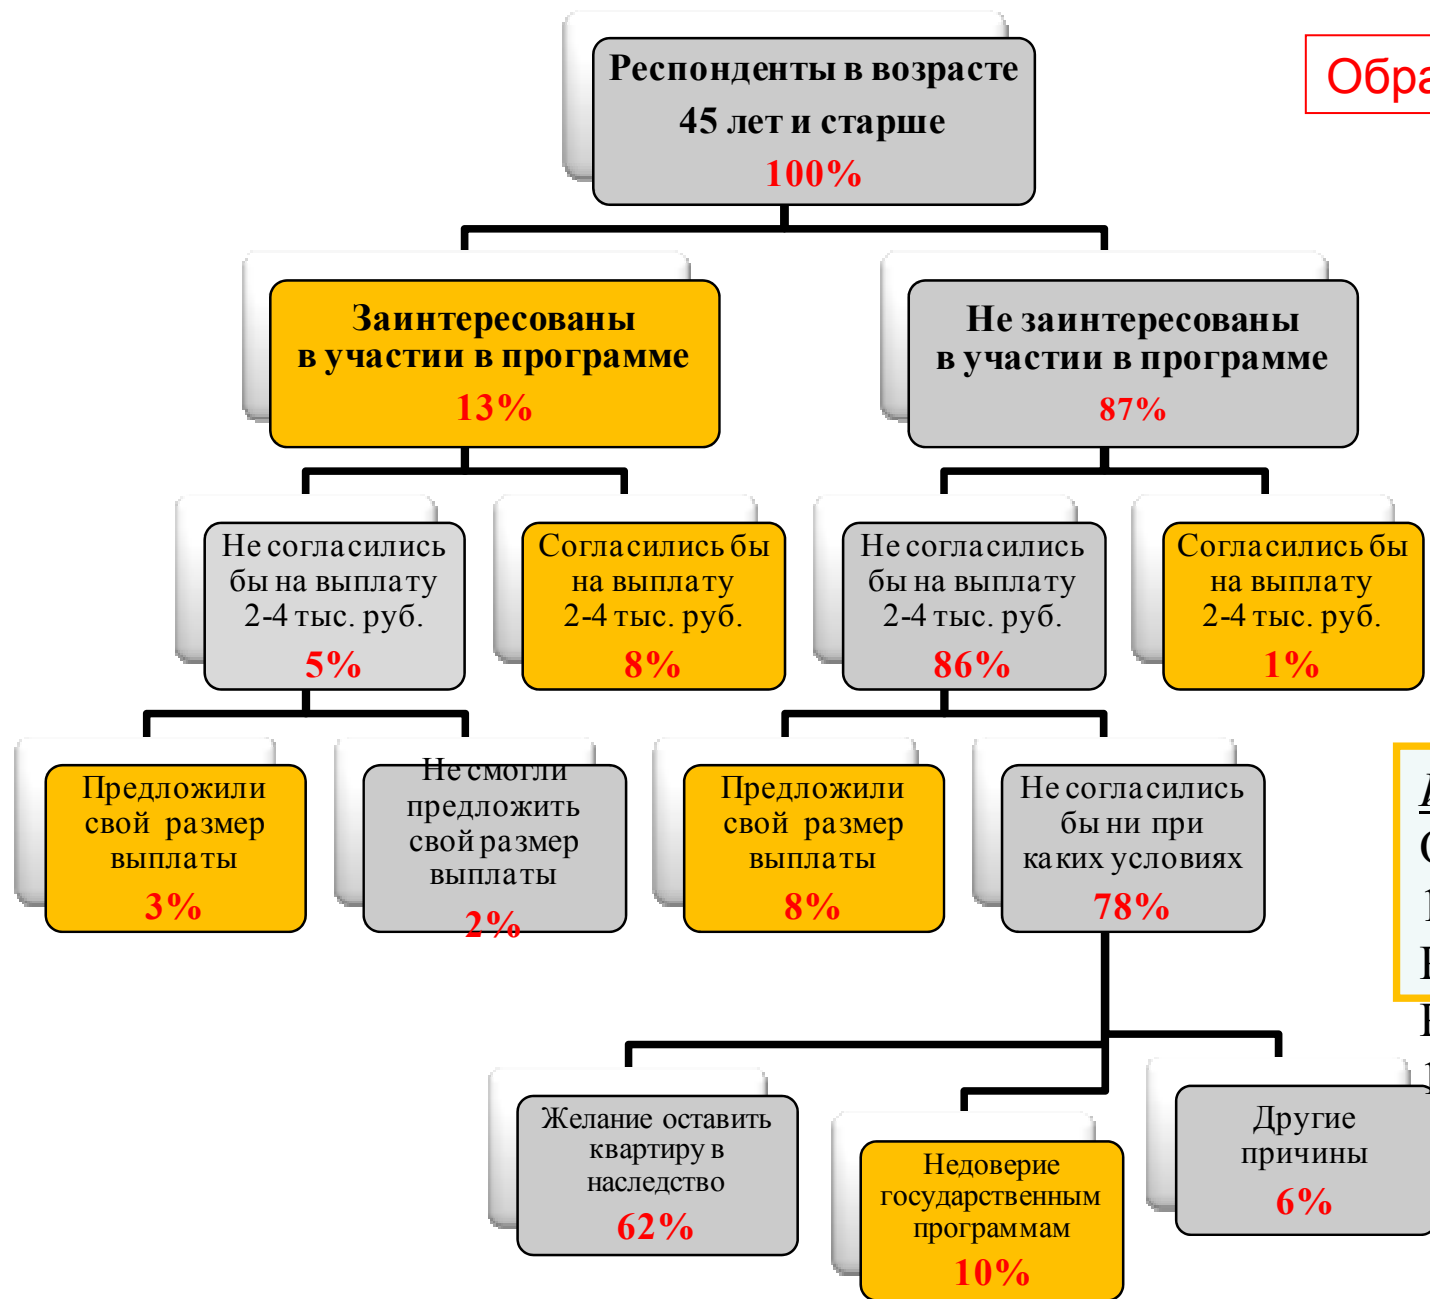 Респонденты в возрасте
45 лет и старше
100%
Заинтересованы
в участии в программе
13%
Не заинтересованы
в участии в программе
87%
Не согласились
бы на выплату
2-4 тыс. руб.
5%
Согласились бы
на выплату
2-4 тыс. руб.
8%
Не согласились
бы на выплату
2-4 тыс. руб.
86%
Согласились бы
на выплату
2-4 тыс. руб.
1%
Предложили
свой размер
выплаты
3%
Не смогли
предложить
свой размер
выплаты
2%
Предложили
свой размер
выплаты
8%
Не согласились
бы ни при
каких условиях
78%
Желание оставить
квартиру в
наследство
62%
Недоверие
государственным
программам
10%
Другие
причины
6%